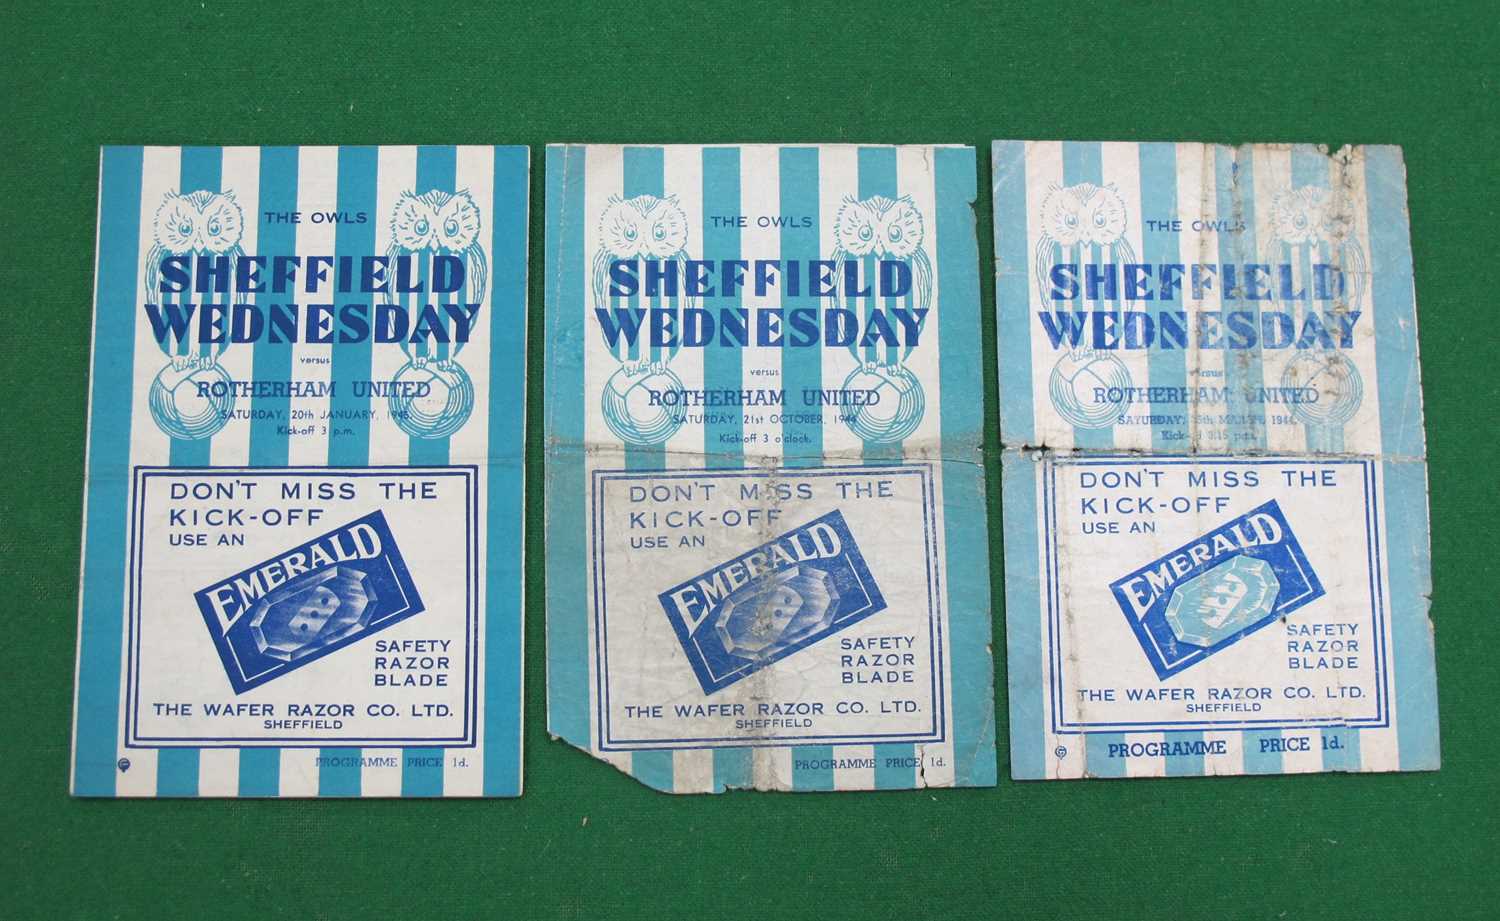 THE OWLS
SHEFFIELD
WEDNESDAY
versus
ROTHERHAM UNITED
SATURDAY, 20th JANUARY, 1945.
Kick-off 3 p.m.
DON'T MISS THE
KICK-OFF
USE AN
EMERALD
SAFETY
RAZOR
BLADE
THE WAFER RAZOR CO. LTD.
SHEFFIELD
PROGRAMME PRICE 1d.
THE OWLS
SHEFFIELD
WEDNESDAY
versus
ROTHERHAM UNITED
SATURDAY, 21st OCTOBER, 1944
Kick-off 3 o'clock.
DON'T MISS THE
KICK-OFF
USE AN
EMERALD
SAFETY
RAZOR
BLADE
THE WAFER RAZOR CO. LTD.
SHEFFIELD
PROGRAMME PRICE 1d.
THE OWLS
SHEFFIELD
WEDNESDAY
versus
ROTHERHAM UNITED
SATURDAY, 1944.
3.15 p.m.
DON'T MISS THE
KICK-OFF
USE AN
EMERALD
SAFETY
RAZOR
BLADE
THE WAFER RAZOR CO. LTD.
SHEFFIELD
PROGRAMME PRICE 1d.